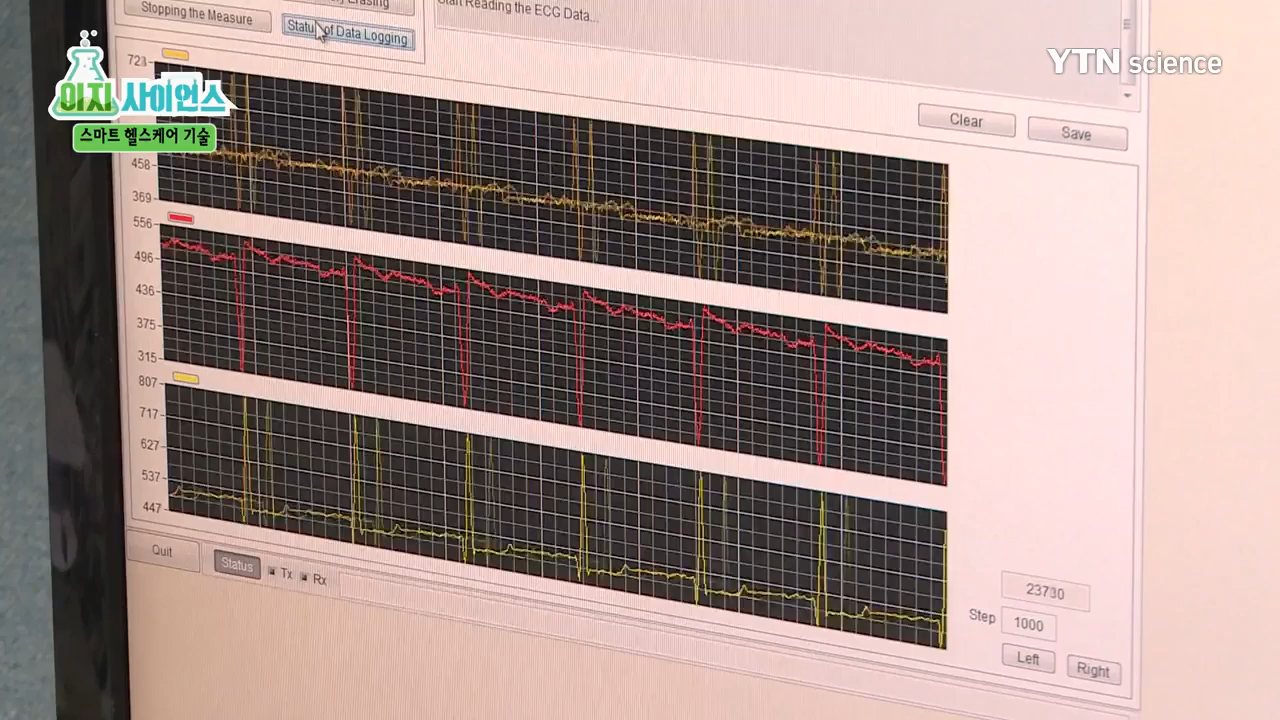 Stopping the Measure
Erasing
Status of Data Logging
Start Reading the ECG Data...
YTN science
이지 사이언스
스마트 헬스케어 기술
Clear
Save
723
458
369
556
496
436
375
315
807
717
627
537
447
Quit
Status
Tx
Rx
23730
Step
1000
Left
Right